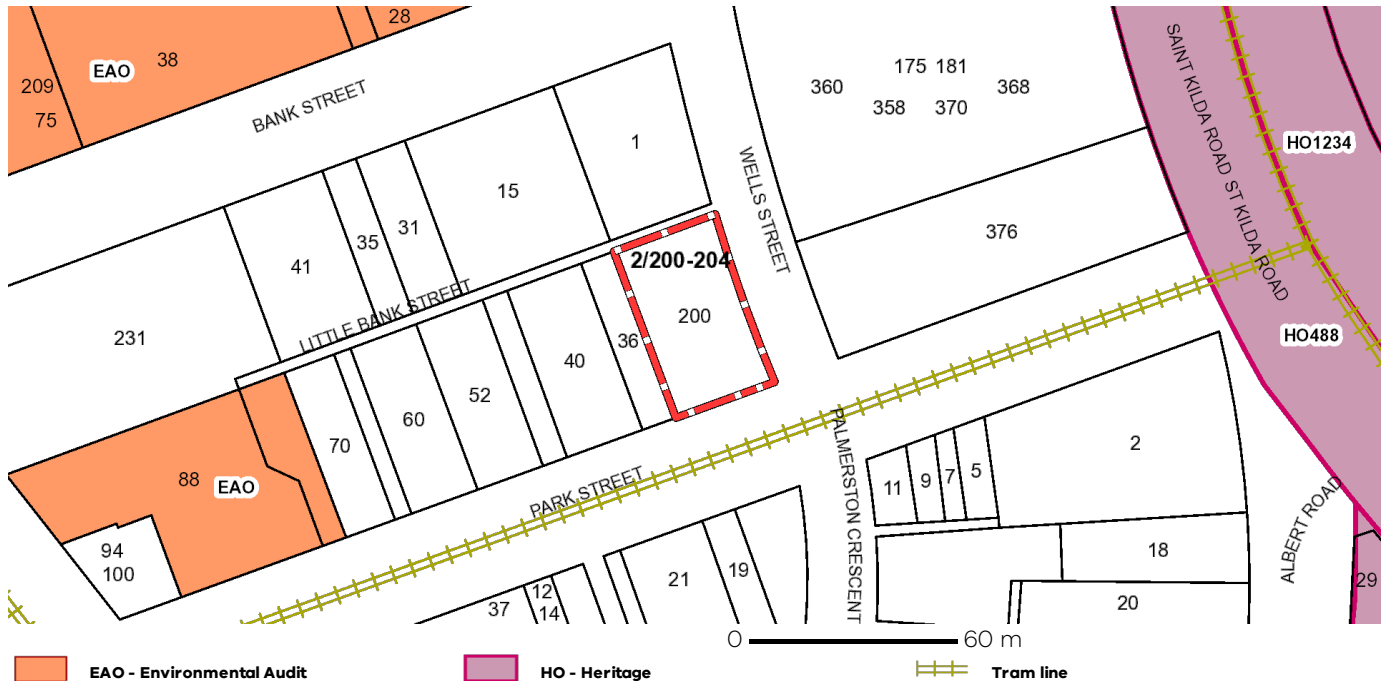 28
38
EAO
209
75
BANK STREET
360
175 181
368
358
370
SAINT KILDA ROAD ST KILDA ROAD
HO1234
1
15
WELLS STREET
31
35
41
376
2/200-204
200
LITTLE BANK STREET
231
36
40
HO488
52
60
70
88
EAO
94
100
PARK STREET
PALMERSTON CRESCENT
11
9
7
5
2
ALBERT ROAD
18
20
29
37
12
14
21
19
0 60 m
EAO - Environmental Audit
HO - Heritage
Tram line